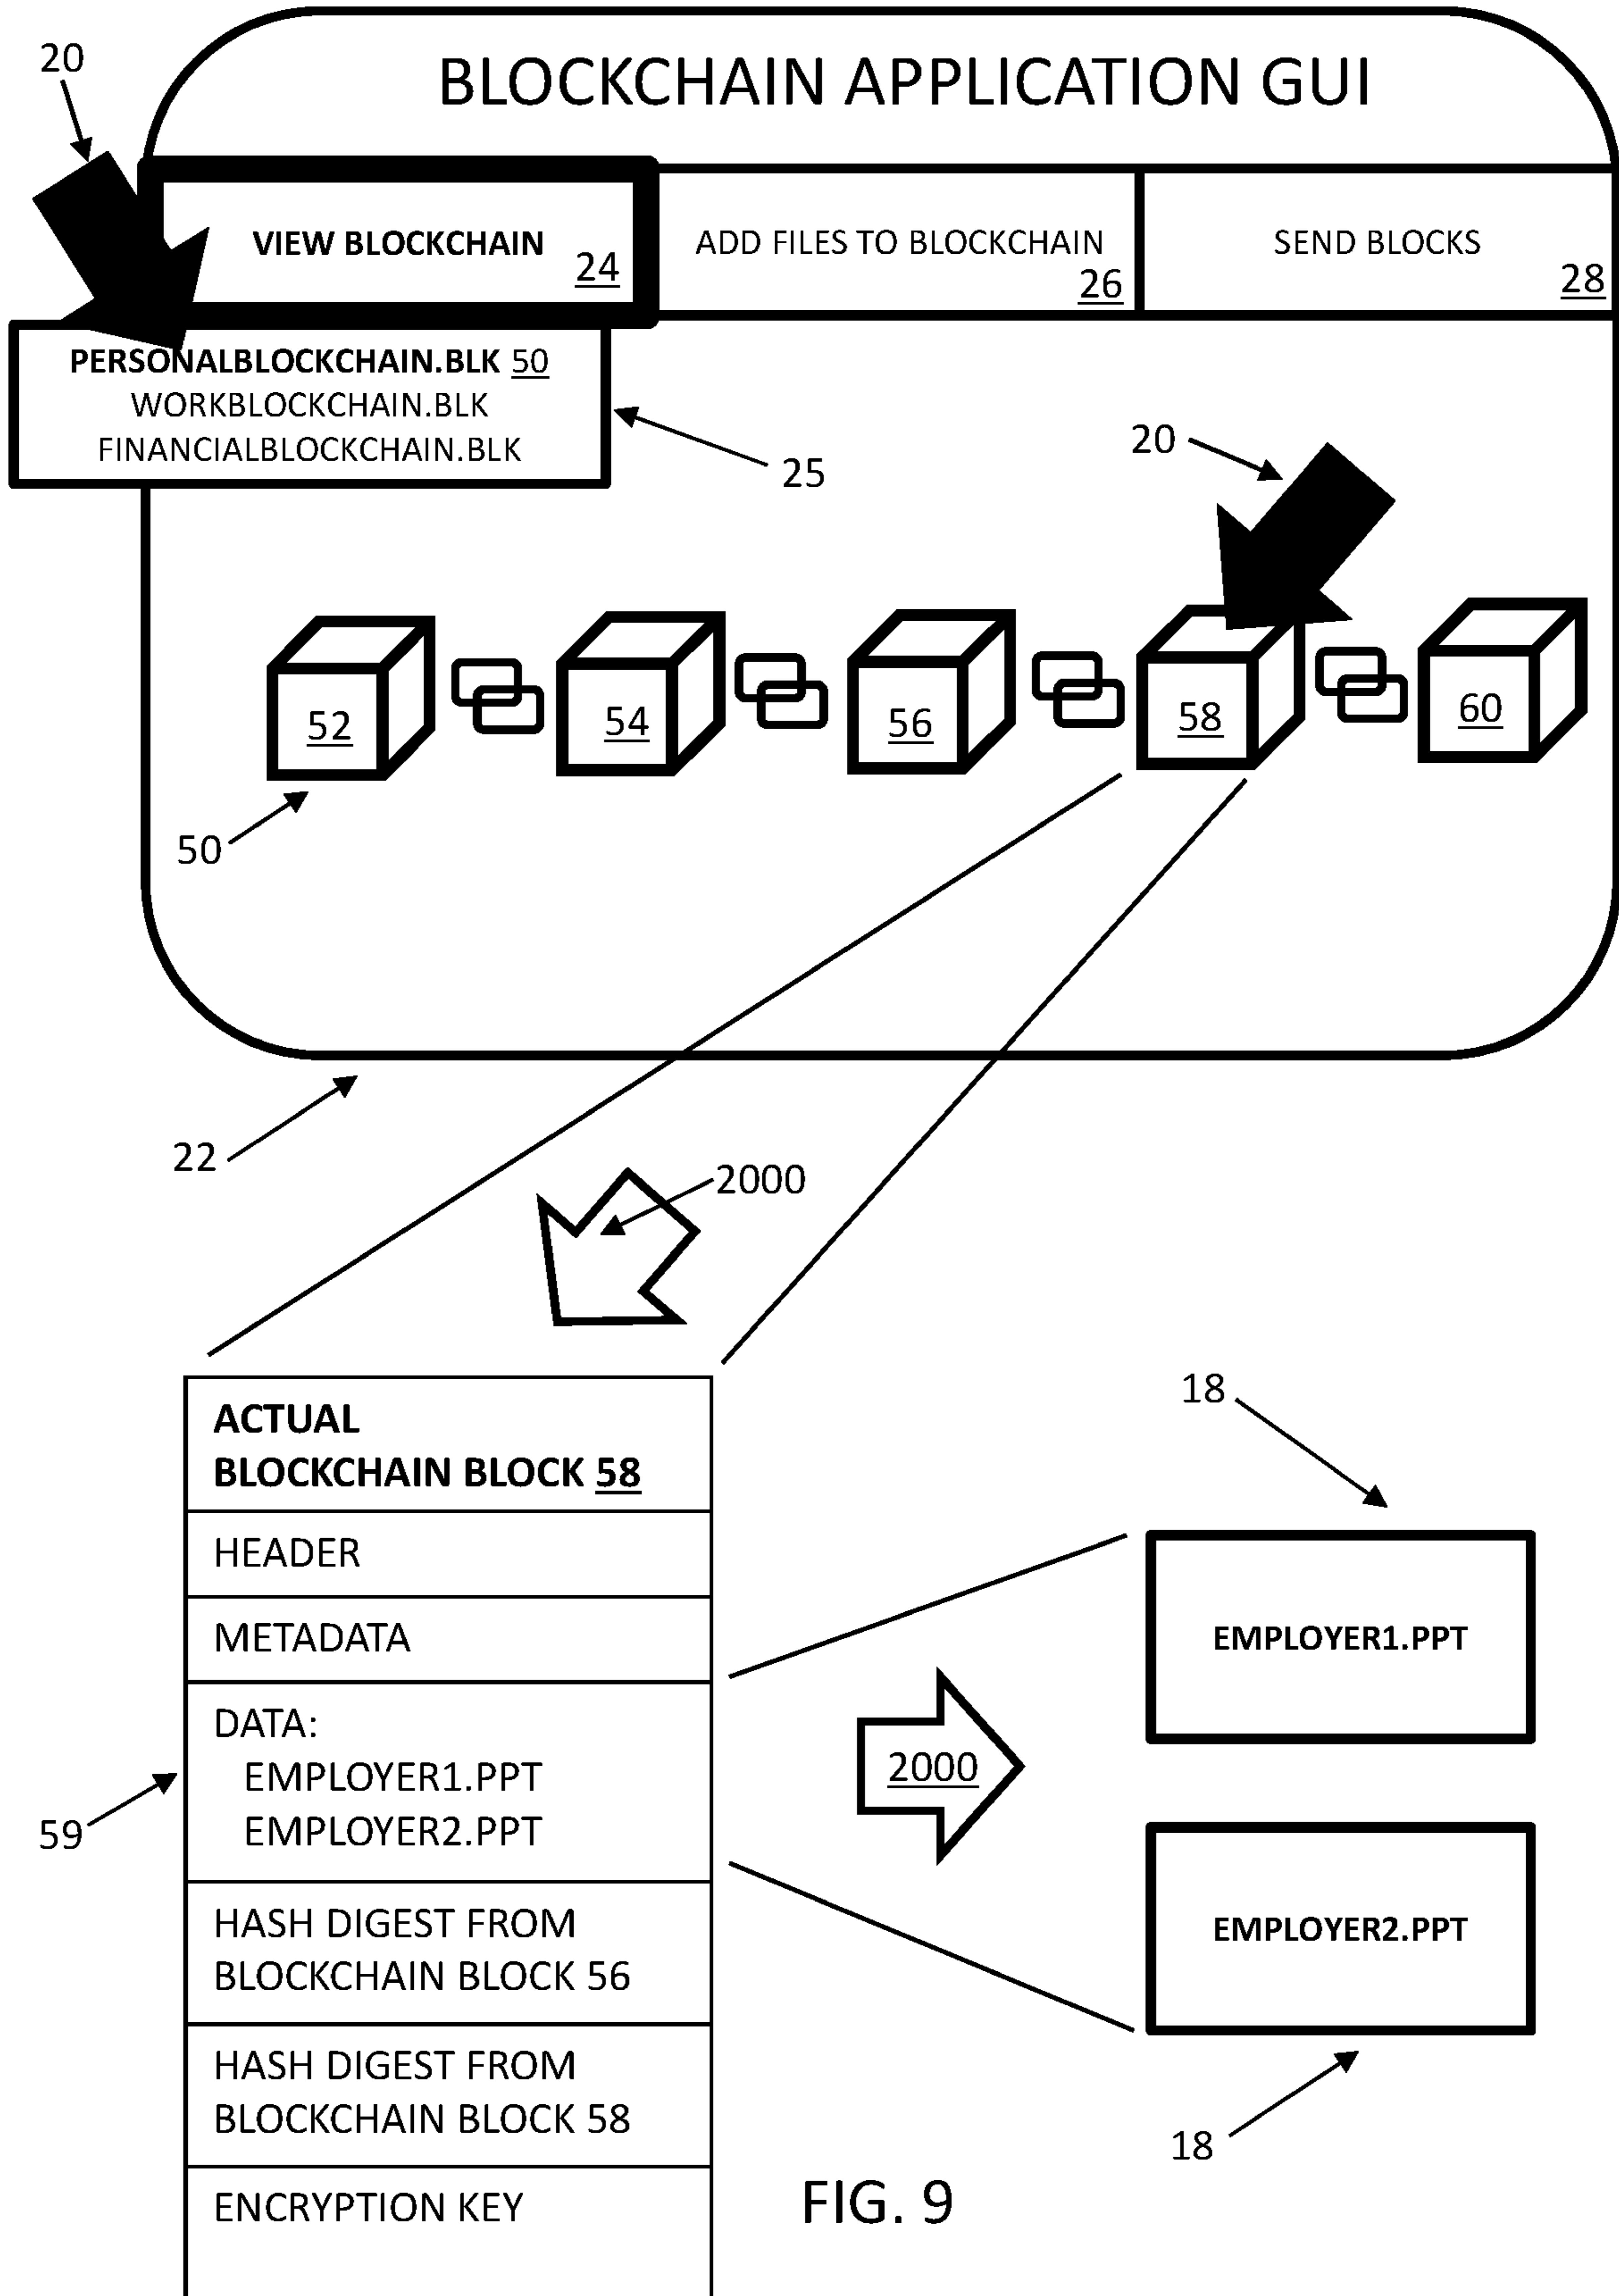 20
BLOCKCHAIN APPLICATION GUI
VIEW BLOCKCHAIN
24
ADD FILES TO BLOCKCHAIN
26
SEND BLOCKS
28
PERSONALBLOCKCHAIN.BLK 50
WORKBLOCKCHAIN.BLK
FINANCIALBLOCKCHAIN.BLK
25
20
52
54
56
58
60
50
22
2000
ACTUAL
BLOCKCHAIN BLOCK 58
HEADER
METADATA
DATA:
EMPLOYER1.PPT
EMPLOYER2.PPT
59
HASH DIGEST FROM
BLOCKCHAIN BLOCK 56
HASH DIGEST FROM
BLOCKCHAIN BLOCK 58
ENCRYPTION KEY
2000
18
EMPLOYER1.PPT
EMPLOYER2.PPT
18
FIG. 9